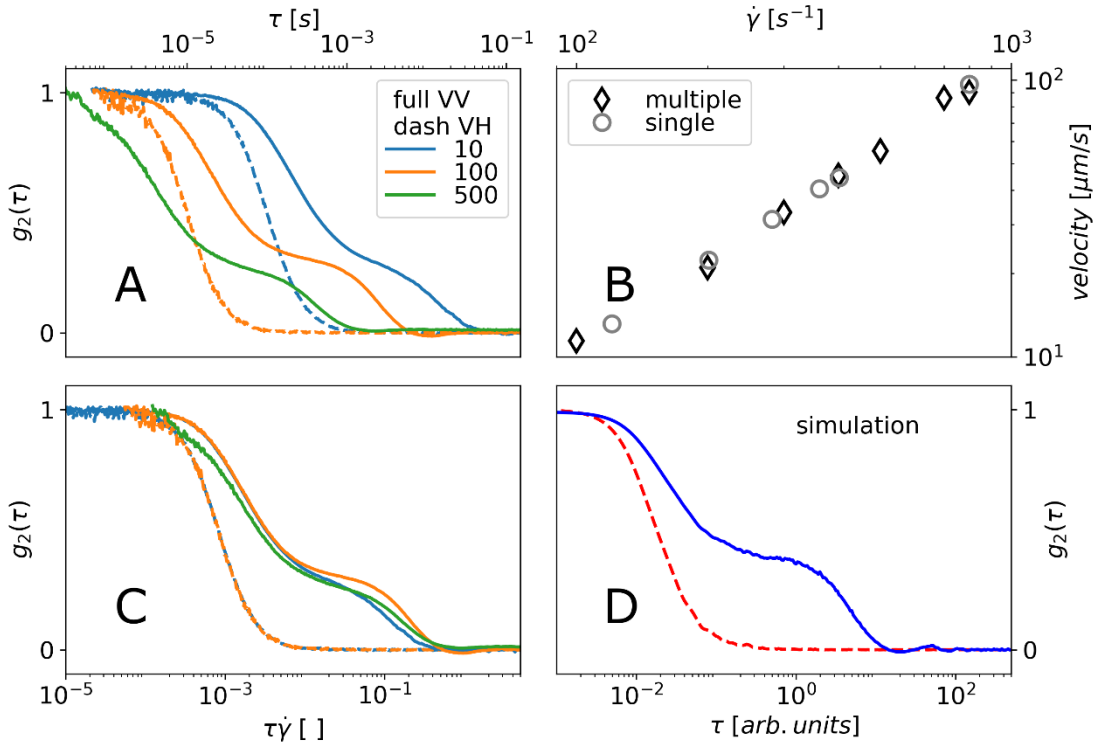 τ [s]
10⁻⁵ 10⁻³ 10⁻¹
γ̇ [s⁻¹]
10² 10³
1
0
g₂(τ)
full VV
dash VH
10
100
500
A
multiple
single
B
10²
10¹
velocity [μm/s]
1
0
g₂(τ)
C
10⁻⁵ 10⁻³ 10⁻¹
τγ̇ [ ]
simulation
D
1
0
g₂(τ)
10⁻² 10⁰ 10²
τ [arb. units]